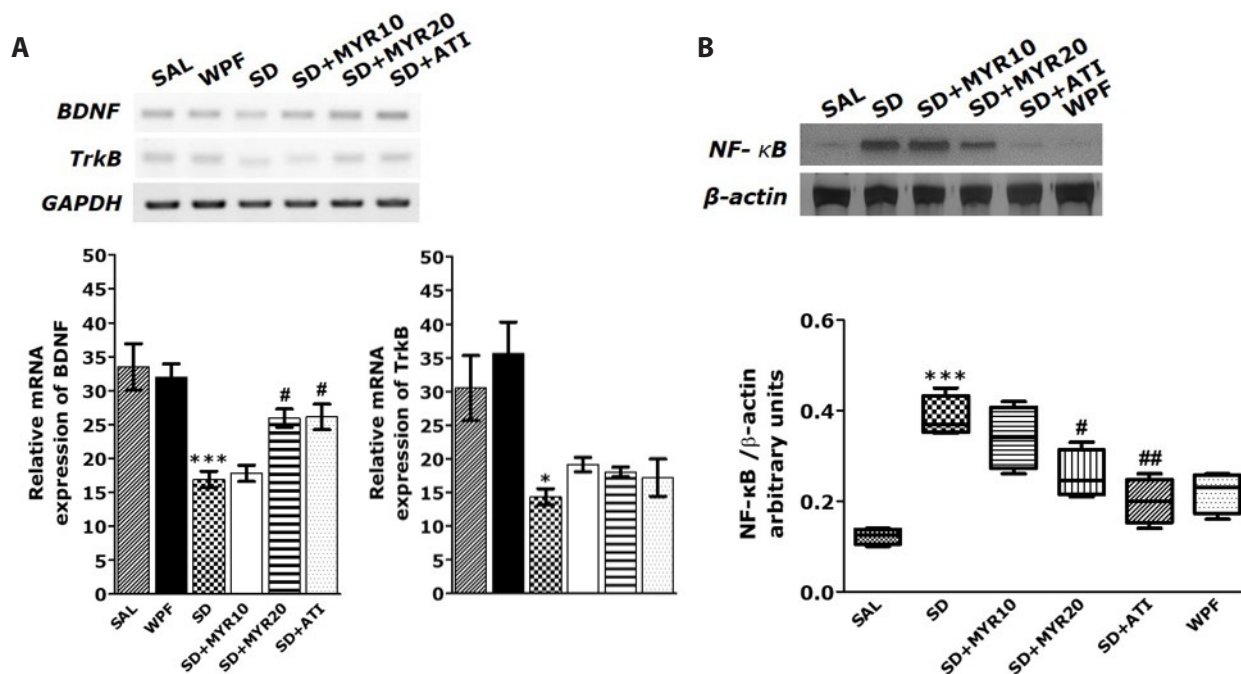 A
SAL
WPF
SD
SD+MYR10
SD+MYR20
SD+ATI
BDNF
TrkB
GAPDH
Relative mRNA
expression of BDNF
50
45
40
35
30
25
20
15
10
5
0
***
#
#
SAL
WPF
SD
SD+MYR10
SD+MYR20
SD+ATI
Relative mRNA
expression of TrkB
50
45
40
35
30
25
20
15
10
5
0
*
B
SAL
SD
SD+MYR10
SD+MYR20
SD+ATI
WPF
NF- κB
β-actin
NF-κB /β-actin
arbitrary units
0.6
0.4
0.2
0.0
***
#
##
SAL
SD
SD+MYR10
SD+MYR20
SD+ATI
WPF